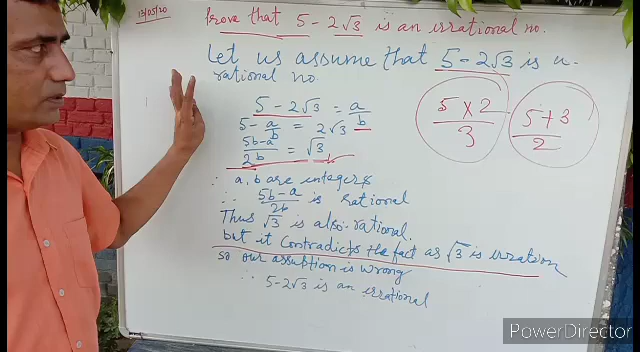 13/05/20
Prove that 5-2√3 is an irrational no.
Let us assume that 5-2√3 is a
rational no.
5-2√3 = a/b
5-a/b = 2√3
5b-a/2b = √3
∴ a, b are integers
∴ 5b-a/2b is rational
Thus √3 is also rational.
but it contradicts the fact as √3 is irration
so our assuption is wrong
∴ 5-2√3 is an irrational
5×2/3
5+3/2
PowerDirector